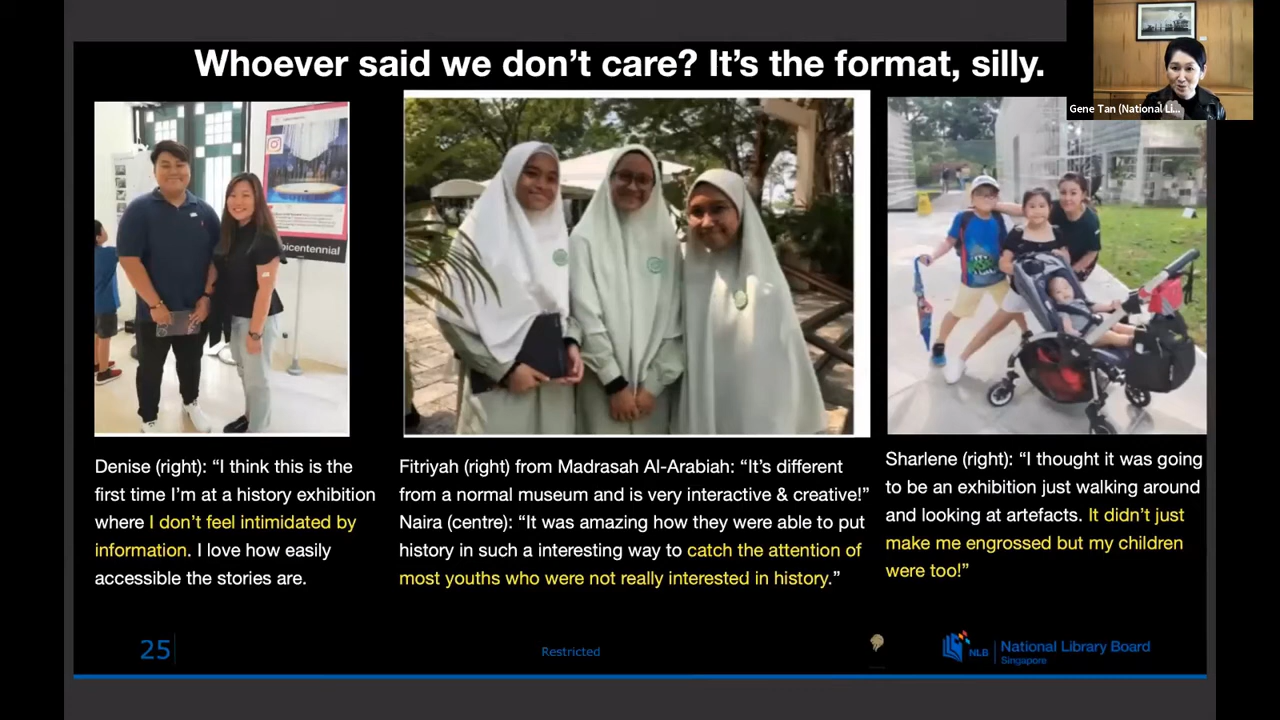 Whoever said we don't care? It's the format, silly.
Gene Tan (National Li...
bicentennial
Denise (right): “I think this is the
first time I'm at a history exhibition
where I don't feel intimidated by
information. I love how easily
accessible the stories are.
Fitriyah (right) from Madrasah Al-Arabiah: “It's different
from a normal museum and is very interactive & creative!”
Naira (centre): “It was amazing how they were able to put
history in such a interesting way to catch the attention of
most youths who were not really interested in history.”
Sharlene (right): “I thought it was going
to be an exhibition just walking around
and looking at artefacts. It didn't just
make me engrossed but my children
were too!”
25
Restricted
NLB
National Library Board
Singapore